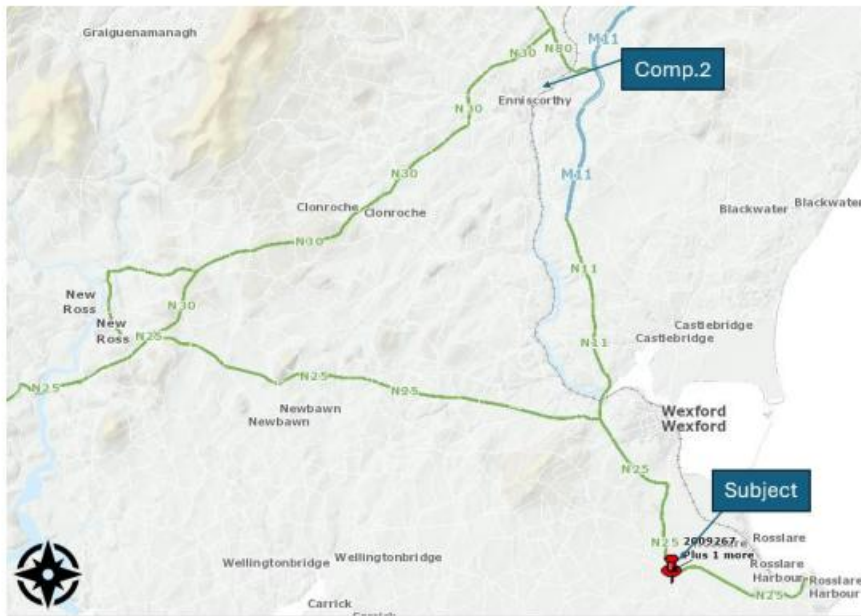 Graiguenamanagh
M11
N30
N80
Comp.2
N30
Enniscorthy
N30
M11
Clonroche
Clonroche
Blackwater
Blackwater
N30
N11
New
Ross
N30
New
Ross
N25
Castlebridge
Castlebridge
N11
N25
N25
N25
Newbawn
Newbawn
Wexford
Wexford
N25
Subject
N25
2009267
Plus 1 more
Rosslare
Wellingtonbridge
Wellingtonbridge
Rosslare
Harbour
Rosslare
Harbour
N25
Carrick